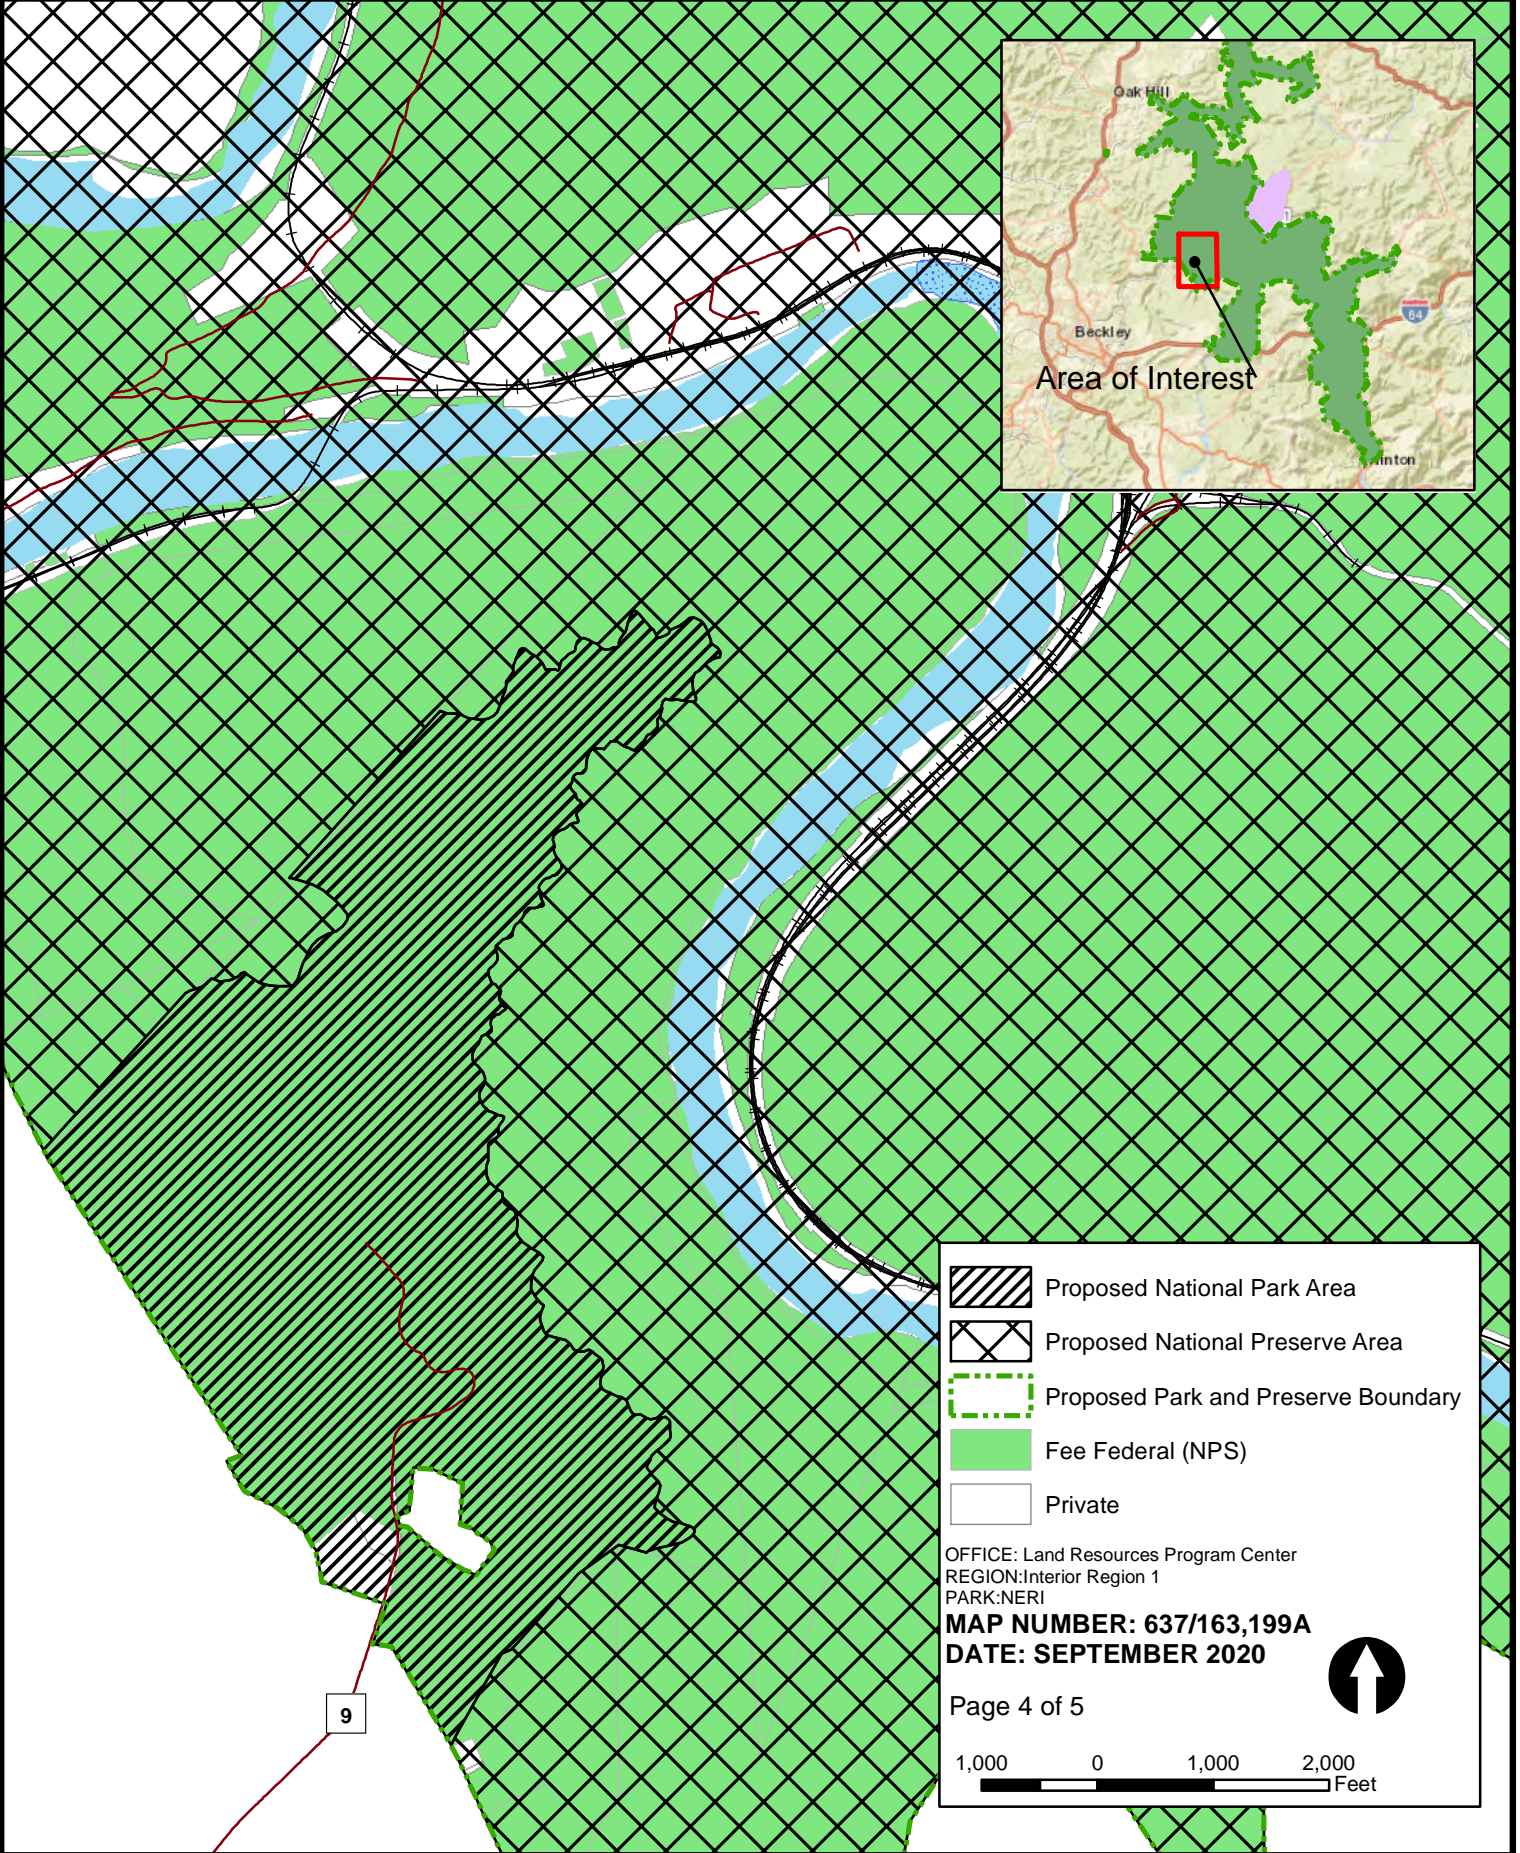 Oak Hill
1
64
Beckley
Area of Interest
inton
Proposed National Park Area
Proposed National Preserve Area
Proposed Park and Preserve Boundary
Fee Federal (NPS)
Private
OFFICE: Land Resources Program Center
REGION:Interior Region 1
PARK:NERI
MAP NUMBER: 637/163,199A
DATE: SEPTEMBER 2020
Page 4 of 5
9
1,000 0 1,000 2,000
Feet